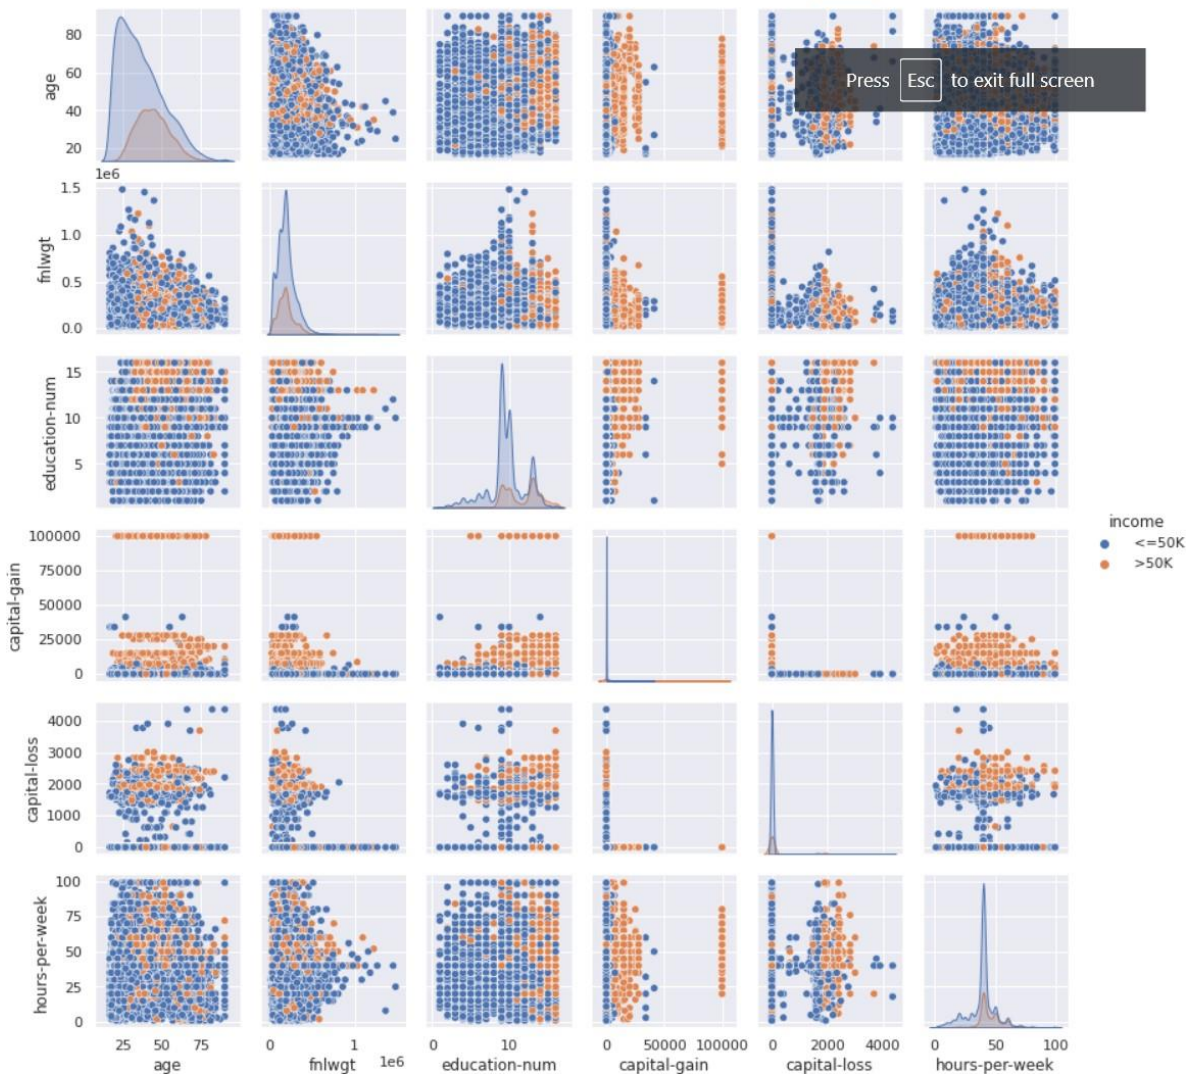 80
60
40
20
age
Press Esc to exit full screen
1e6
1.5
1.0
0.5
0.0
fnlwgt
15
10
5
education-num
income
<=50K
>50K
100000
75000
50000
25000
0
capital-gain
4000
3000
2000
1000
0
capital-loss
100
75
50
25
0
hours-per-week
25 50 75 0 1 0 10 0 50000 100000 0 2000 4000 0 50 100
1e6
age fnlwgt education-num capital-gain capital-loss hours-per-week